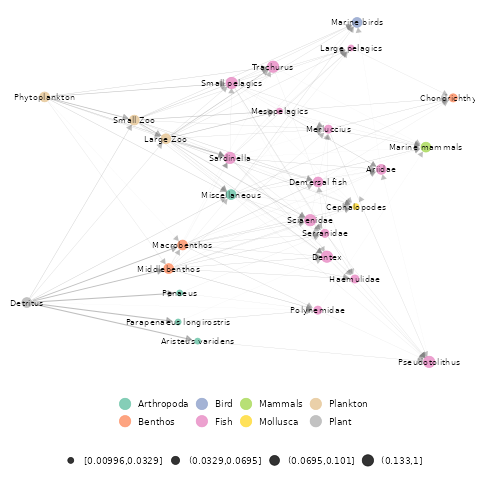 Marine birds
Large pelagics
Trachurus
Small pelagics
Phytoplankton
Chondrichthy
Mesopelagics
Small Zoo
Merluccius
Large Zoo
Marine mammals
Sardinella
Ariidae
Demersal fish
Miscellaneous
Cephalopodes
Sciaenidae
Serranidae
Macrobenthos
Dentex
Middlebenthos
Haemulidae
Penaeus
Detritus
Polynemidae
Parapenaeus longirostris
Aristeus varidens
Pseudotolithus
Arthropoda Bird Mammals Plankton
Benthos Fish Mollusca Plant
[0.00996,0.0329] (0.0329,0.0695] (0.0695,0.101] (0.133,1]